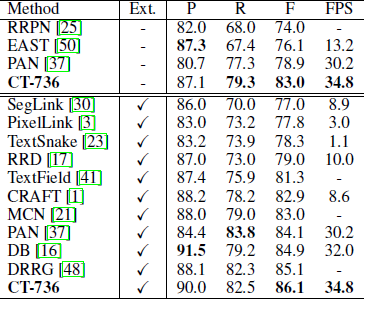 Method Ext. P R F FPS
RRPN [25] - 82.0 68.0 74.0 -
EAST [50] - 87.3 67.4 76.1 13.2
PAN [37] - 80.7 77.3 78.9 30.2
CT-736 - 87.1 79.3 83.0 34.8
SegLink [30] ✓ 86.0 70.0 77.0 8.9
PixelLink [3] ✓ 83.0 73.2 77.8 3.0
TextSnake [23] ✓ 83.2 73.9 78.3 1.1
RRD [17] ✓ 87.0 73.0 79.0 10.0
TextField [41] ✓ 87.4 75.9 81.3 -
CRAFT [1] ✓ 88.2 78.2 82.9 8.6
MCN [21] ✓ 88.0 79.0 83.0 -
PAN [37] ✓ 84.4 83.8 84.1 30.2
DB [16] ✓ 91.5 79.2 84.9 32.0
DRRG [48] ✓ 88.1 82.3 85.1 -
CT-736 ✓ 90.0 82.5 86.1 34.8